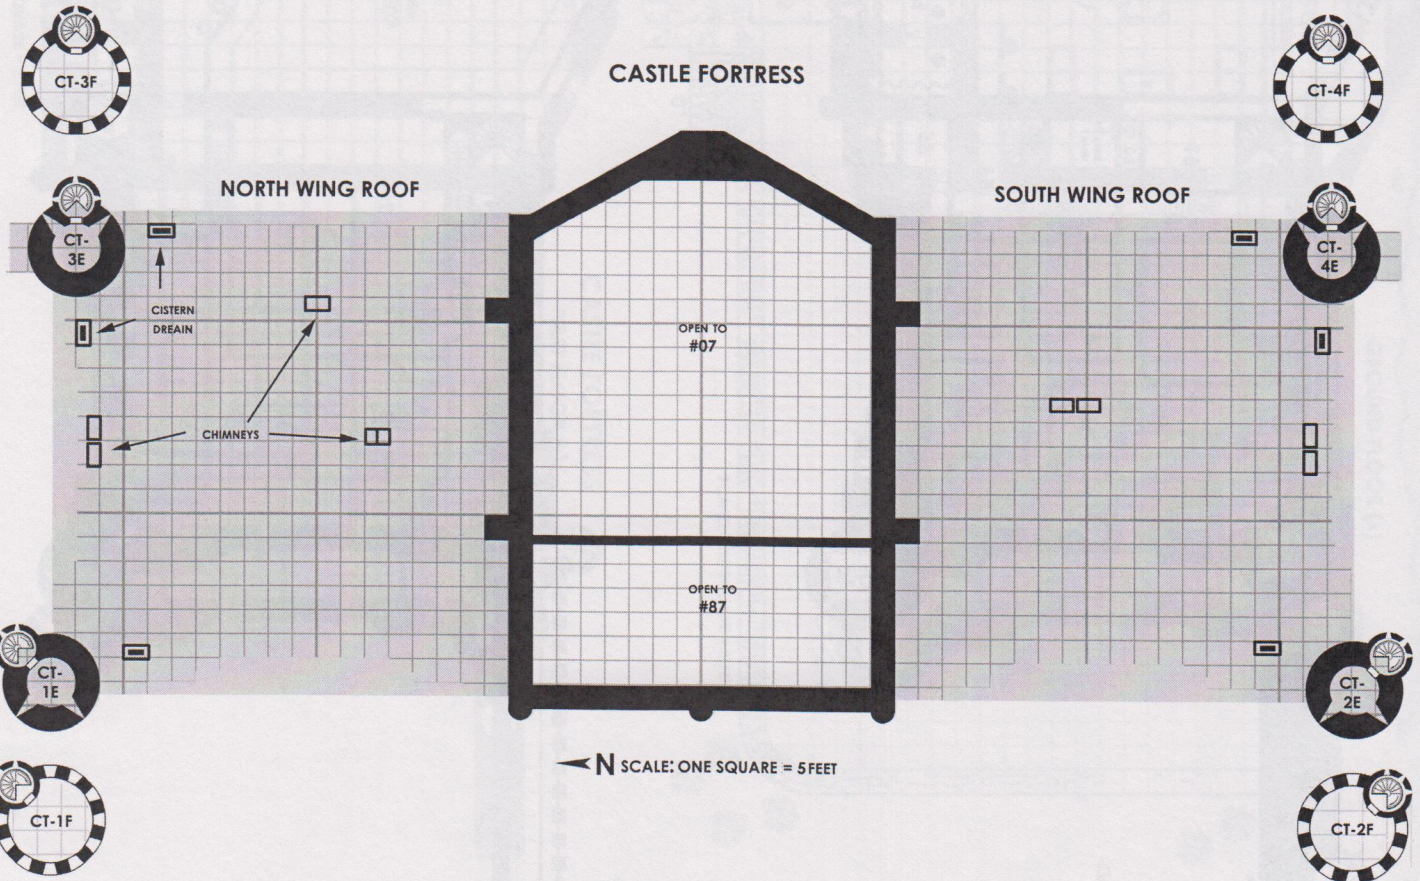 CT-3F
CASTLE FORTRESS
CT-4F
NORTH WING ROOF
SOUTH WING ROOF
CT-
3E
CT-
4E
CISTERN
DREAIN
OPEN TO
#07
CHIMNEYS
OPEN TO
#87
CT-
1E
CT-
2E
N SCALE: ONE SQUARE = 5 FEET
CT-1F
CT-2F